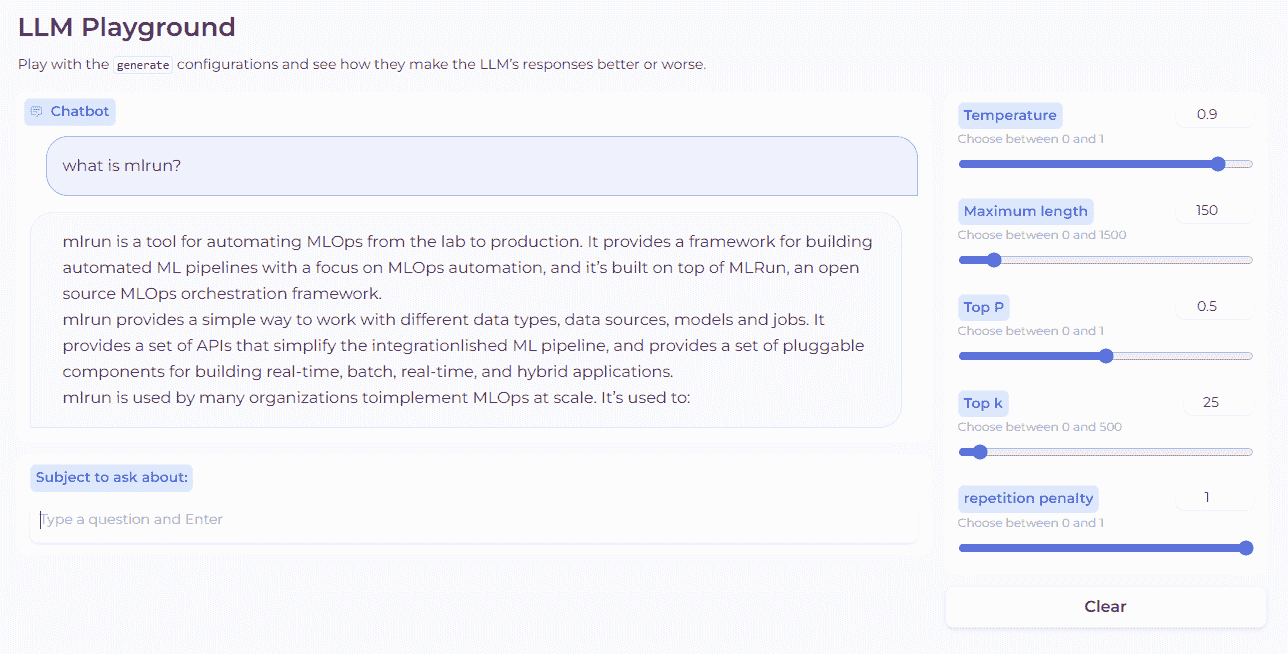 LLM Playground
Play with the generate configurations and see how they make the LLM's responses better or worse.
Chatbot
what is mlrun?
mlrun is a tool for automating MLOps from the lab to production. It provides a framework for building
automated ML pipelines with a focus on MLOps automation, and it's built on top of MLRun, an open
source MLOps orchestration framework.
mlrun provides a simple way to work with different data types, data sources, models and jobs. It
provides a set of APIs that simplify the integrationlished ML pipeline, and provides a set of pluggable
components for building real-time, batch, real-time, and hybrid applications.
mlrun is used by many organizations toimplement MLOps at scale. It's used to:
Subject to ask about:
Type a question and Enter
Temperature 0.9
Choose between 0 and 1
Maximum length 150
Choose between 0 and 1500
Top P 0.5
Choose between 0 and 1
Top k 25
Choose between 0 and 500
repetition penalty 1
Choose between 0 and 1
Clear